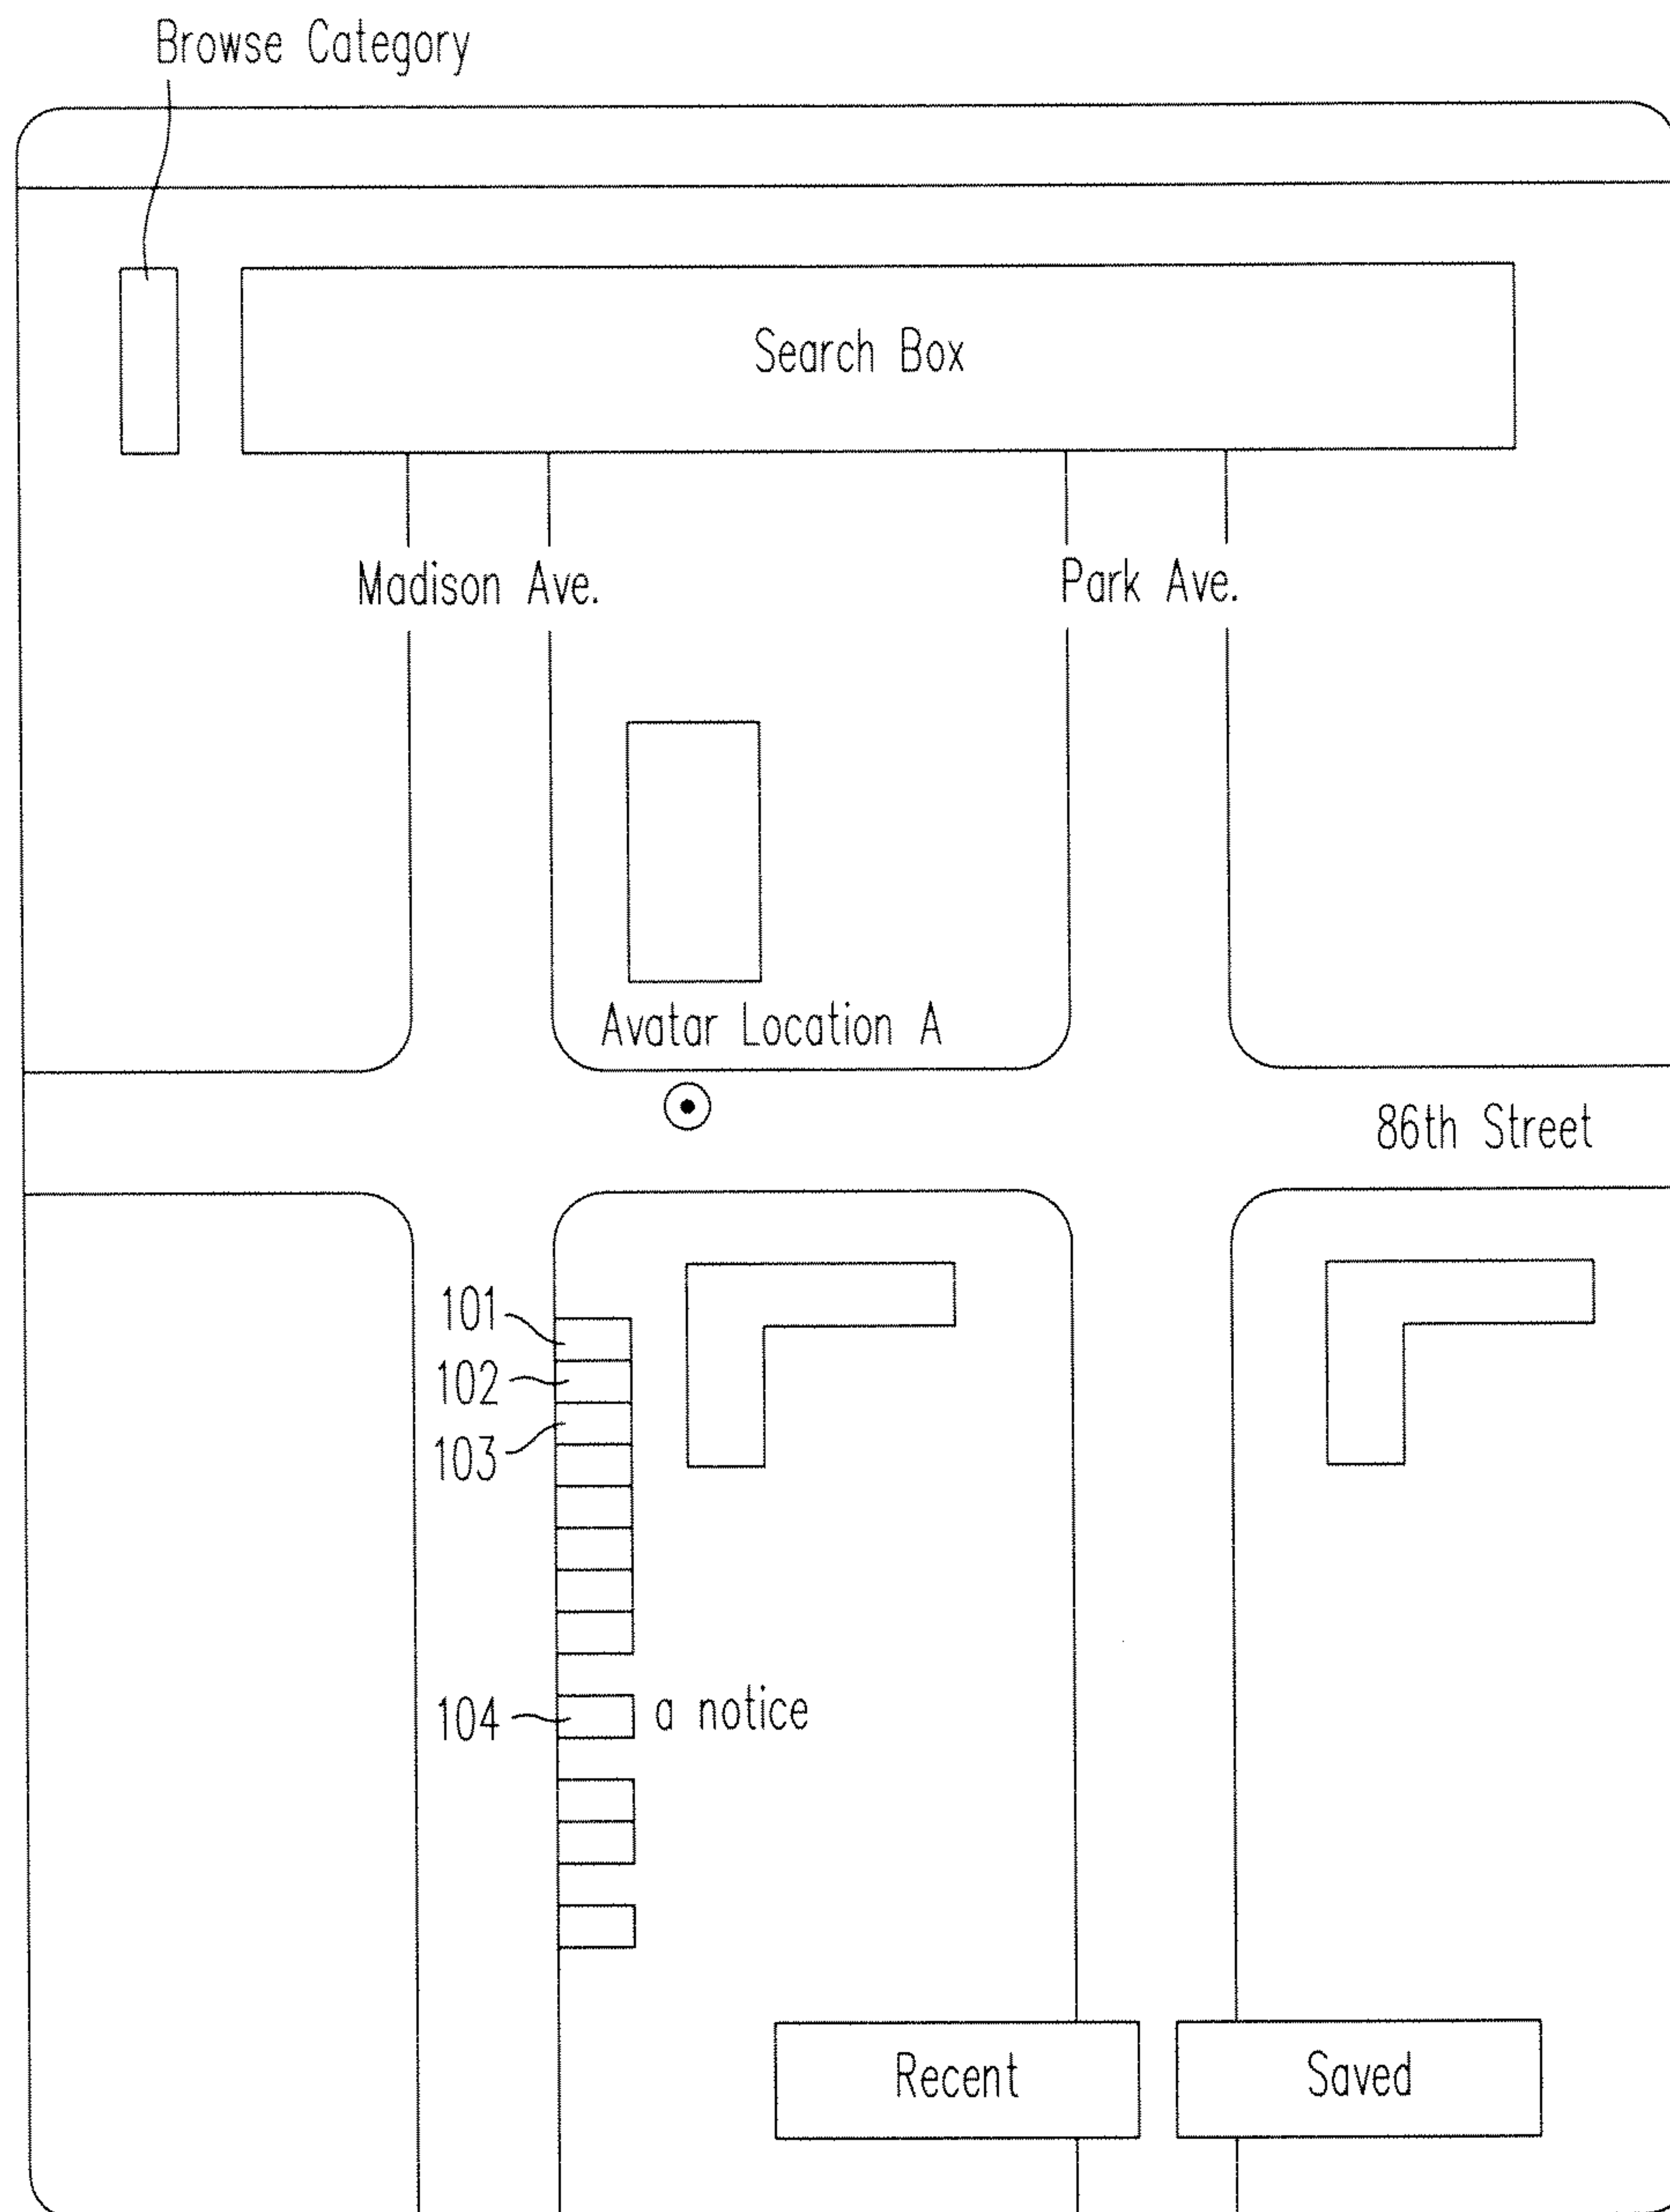 Browse Category
Search Box
Madison Ave.
Park Ave.
Avatar Location A
86th Street
101
102
103
104
a notice
Recent
Saved